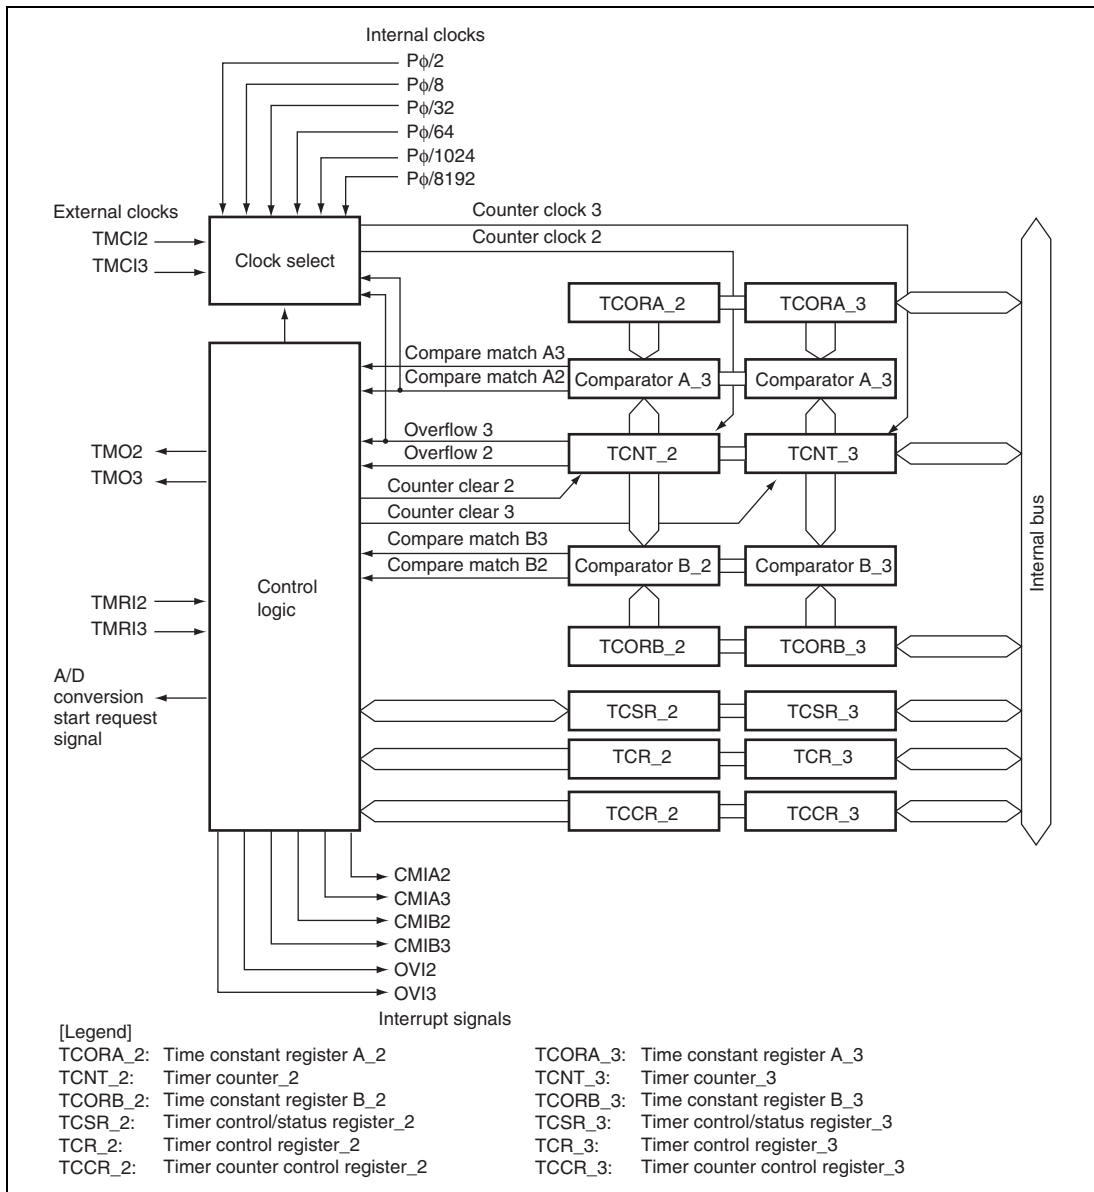 Internal clocks
Pϕ/2
Pϕ/8
Pϕ/32
Pϕ/64
Pϕ/1024
Pϕ/8192
External clocks
TMCI2
TMCI3
Clock select
Counter clock 3
Counter clock 2
TCORA_2
TCORA_3
Compare match A3
Compare match A2
Comparator A_3
Comparator A_3
TMO2
TMO3
Overflow 3
Overflow 2
TCNT_2
TCNT_3
Counter clear 2
Counter clear 3
Compare match B3
Compare match B2
Comparator B_2
Comparator B_3
Internal bus
Control
logic
TMRI2
TMRI3
TCORB_2
TCORB_3
A/D
conversion
start request
signal
TCSR_2
TCSR_3
TCR_2
TCR_3
TCCR_2
TCCR_3
CMIA2
CMIA3
CMIB2
CMIB3
OVI2
OVI3
Interrupt signals
[Legend]
TCORA_2: Time constant register A_2
TCNT_2: Timer counter_2
TCORB_2: Time constant register B_2
TCSR_2: Timer control/status register_2
TCR_2: Timer control register_2
TCCR_2: Timer counter control register_2
TCORA_3: Time constant register A_3
TCNT_3: Timer counter_3
TCORB_3: Time constant register B_3
TCSR_3: Timer control/status register_3
TCR_3: Timer control register_3
TCCR_3: Timer counter control register_3